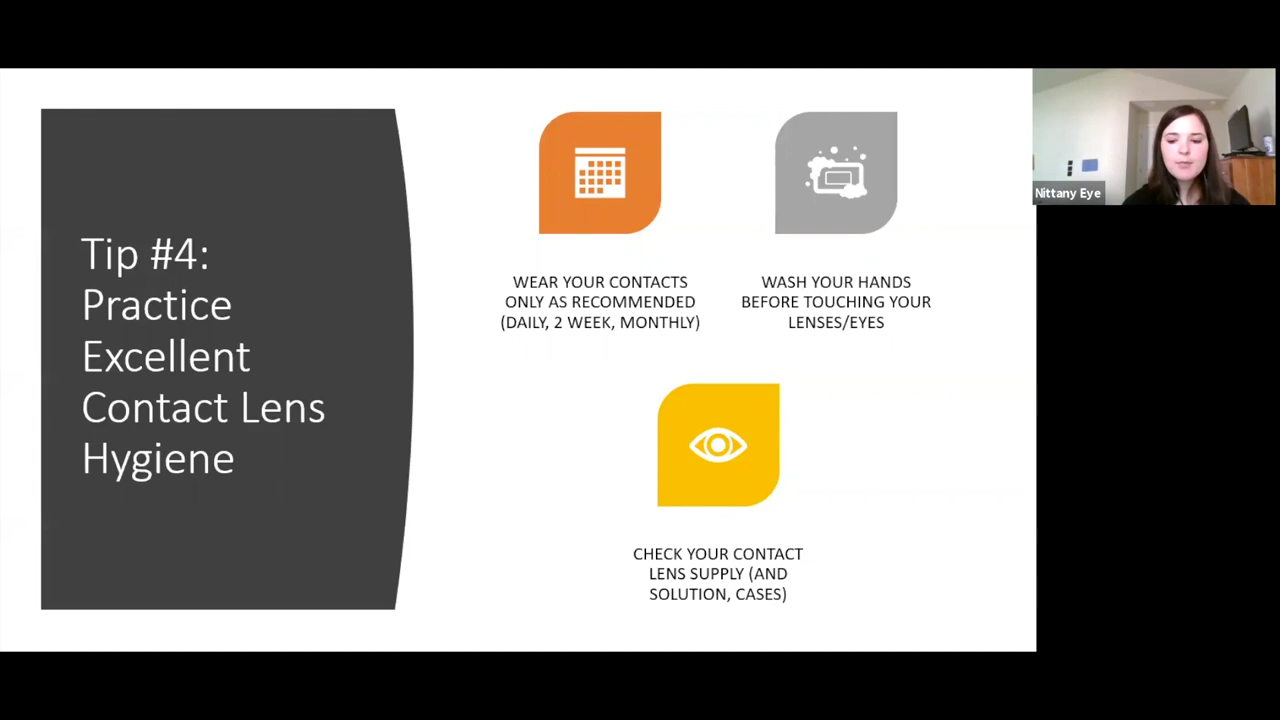 Tip #4:
Practice
Excellent
Contact Lens
Hygiene
WEAR YOUR CONTACTS
ONLY AS RECOMMENDED
(DAILY, 2 WEEK, MONTHLY)
WASH YOUR HANDS
BEFORE TOUCHING YOUR
LENSES/EYES
CHECK YOUR CONTACT
LENS SUPPLY (AND
SOLUTION, CASES)
Nittany Eye